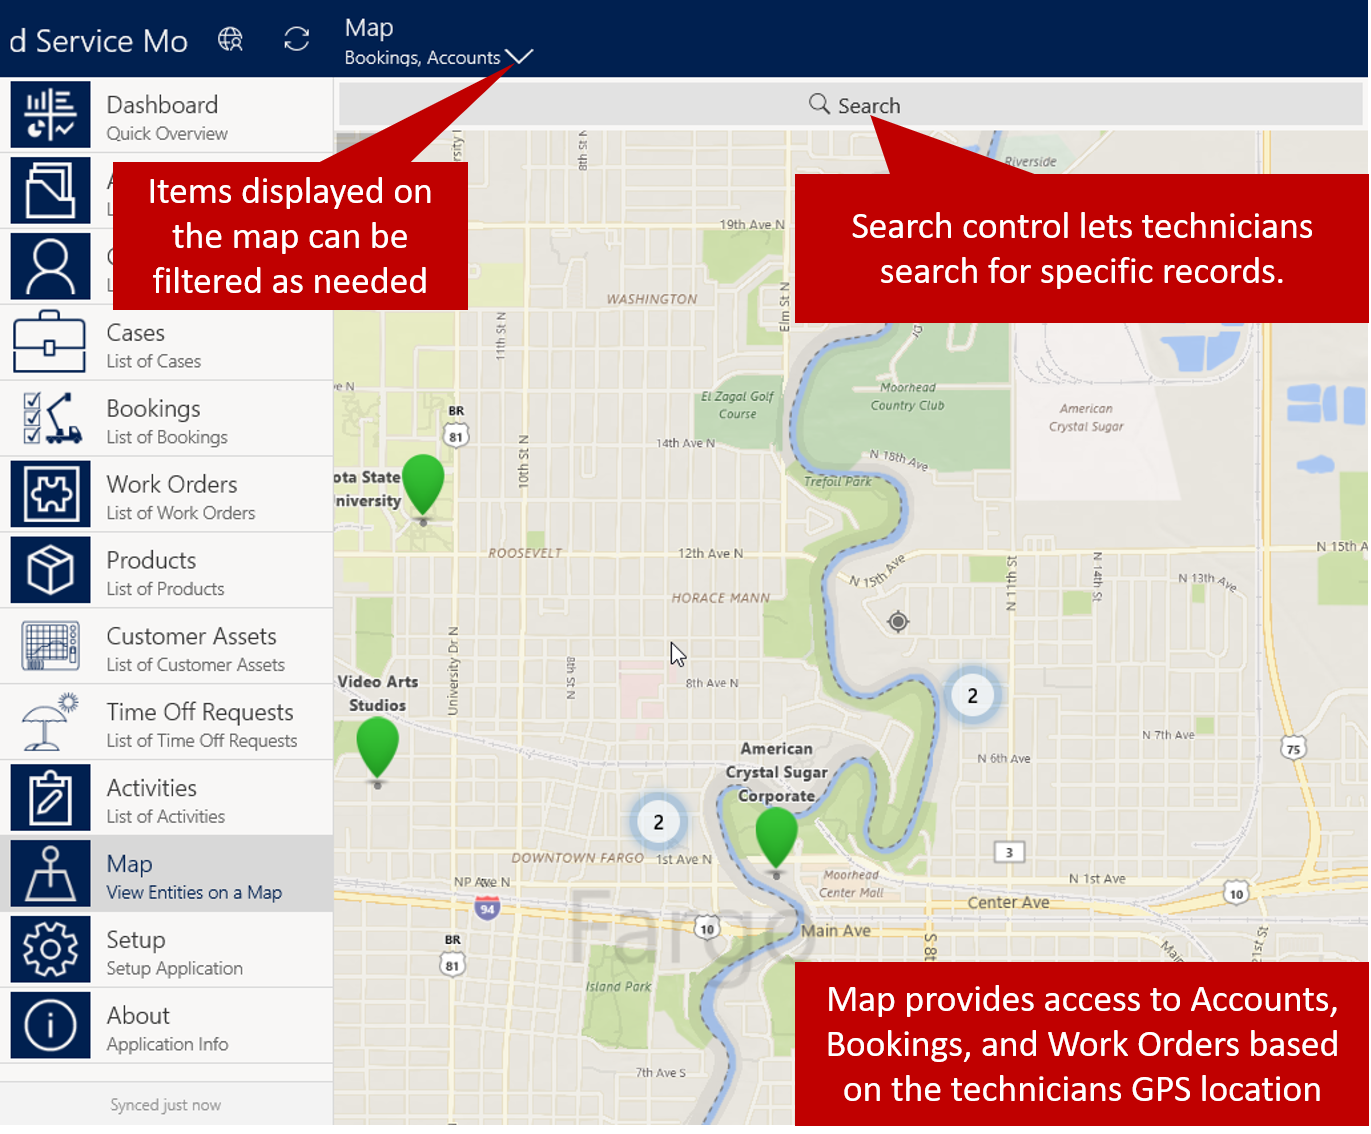 d Service Mo
Map
Bookings, Accounts
Search
Dashboard
Quick Overview
Items displayed on
the map can be
filtered as needed
Search control lets technicians
search for specific records.
Cases
List of Cases
Bookings
List of Bookings
Work Orders
List of Work Orders
Products
List of Products
Customer Assets
List of Customer Assets
Time Off Requests
List of Time Off Requests
Activities
List of Activities
Map
View Entities on a Map
Setup
Setup Application
About
Application Info
Synced just now
8th St N
Riverside
19th Ave N
WASHINGTON
Elm St N
11th St N
El Zagal Golf
Course
Moorhead
Country Club
American
Crystal Sugar
BR
81
14th Ave N
10th St N
N 18th Ave
Trefoil Park
ota State
niversity
ROOSEVELT
12th Ave N
N 15th A
N 15th Ave
N 11th St
N 14th St
N 13th Ave
HORACE MANN
University Dr N
8th St N
8th Ave N
Video Arts
Studios
2
N 7th Ave
75
N 6th Ave
American
Crystal Sugar
Corporate
2
DOWNTOWN FARGO
1st Ave N
3
Moorhead
Center Mall
N 1st Ave
NP Ave N
94
10
Center Ave
10
Main Ave
Fargo
BR
81
S 8t
Main
21st St
Island Park
7th Ave S
Map provides access to Accounts,
Bookings, and Work Orders based
on the technicians GPS location